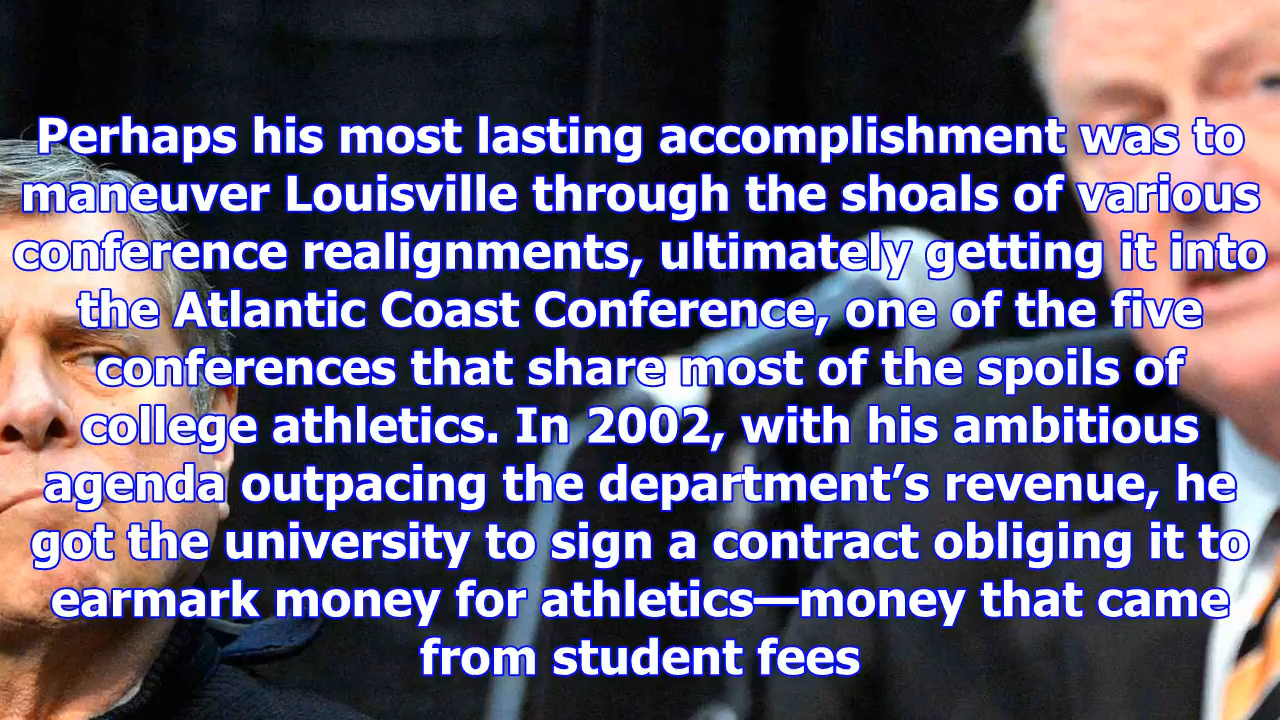 Perhaps his most lasting accomplishment was to
maneuver Louisville through the shoals of various
conference realignments, ultimately getting it into
the Atlantic Coast Conference, one of the five
conferences that share most of the spoils of
college athletics. In 2002, with his ambitious
agenda outpacing the department’s revenue, he
got the university to sign a contract obliging it to
earmark money for athletics—money that came
from student fees